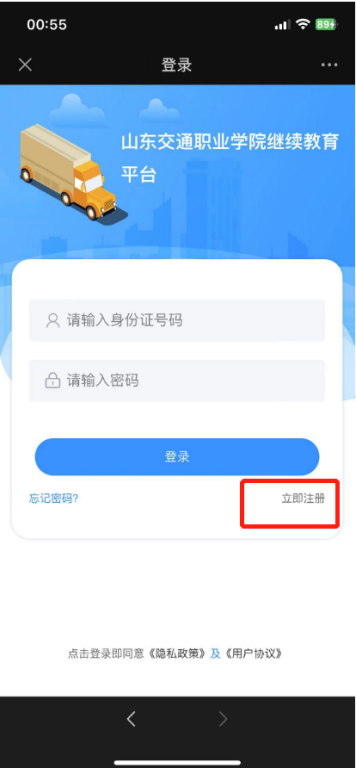 00:55
89
登录
山东交通职业学院继续教育
平台
请输入身份证号码
请输入密码
登录
忘记密码?
立即注册
点击登录即同意《隐私政策》及《用户协议》